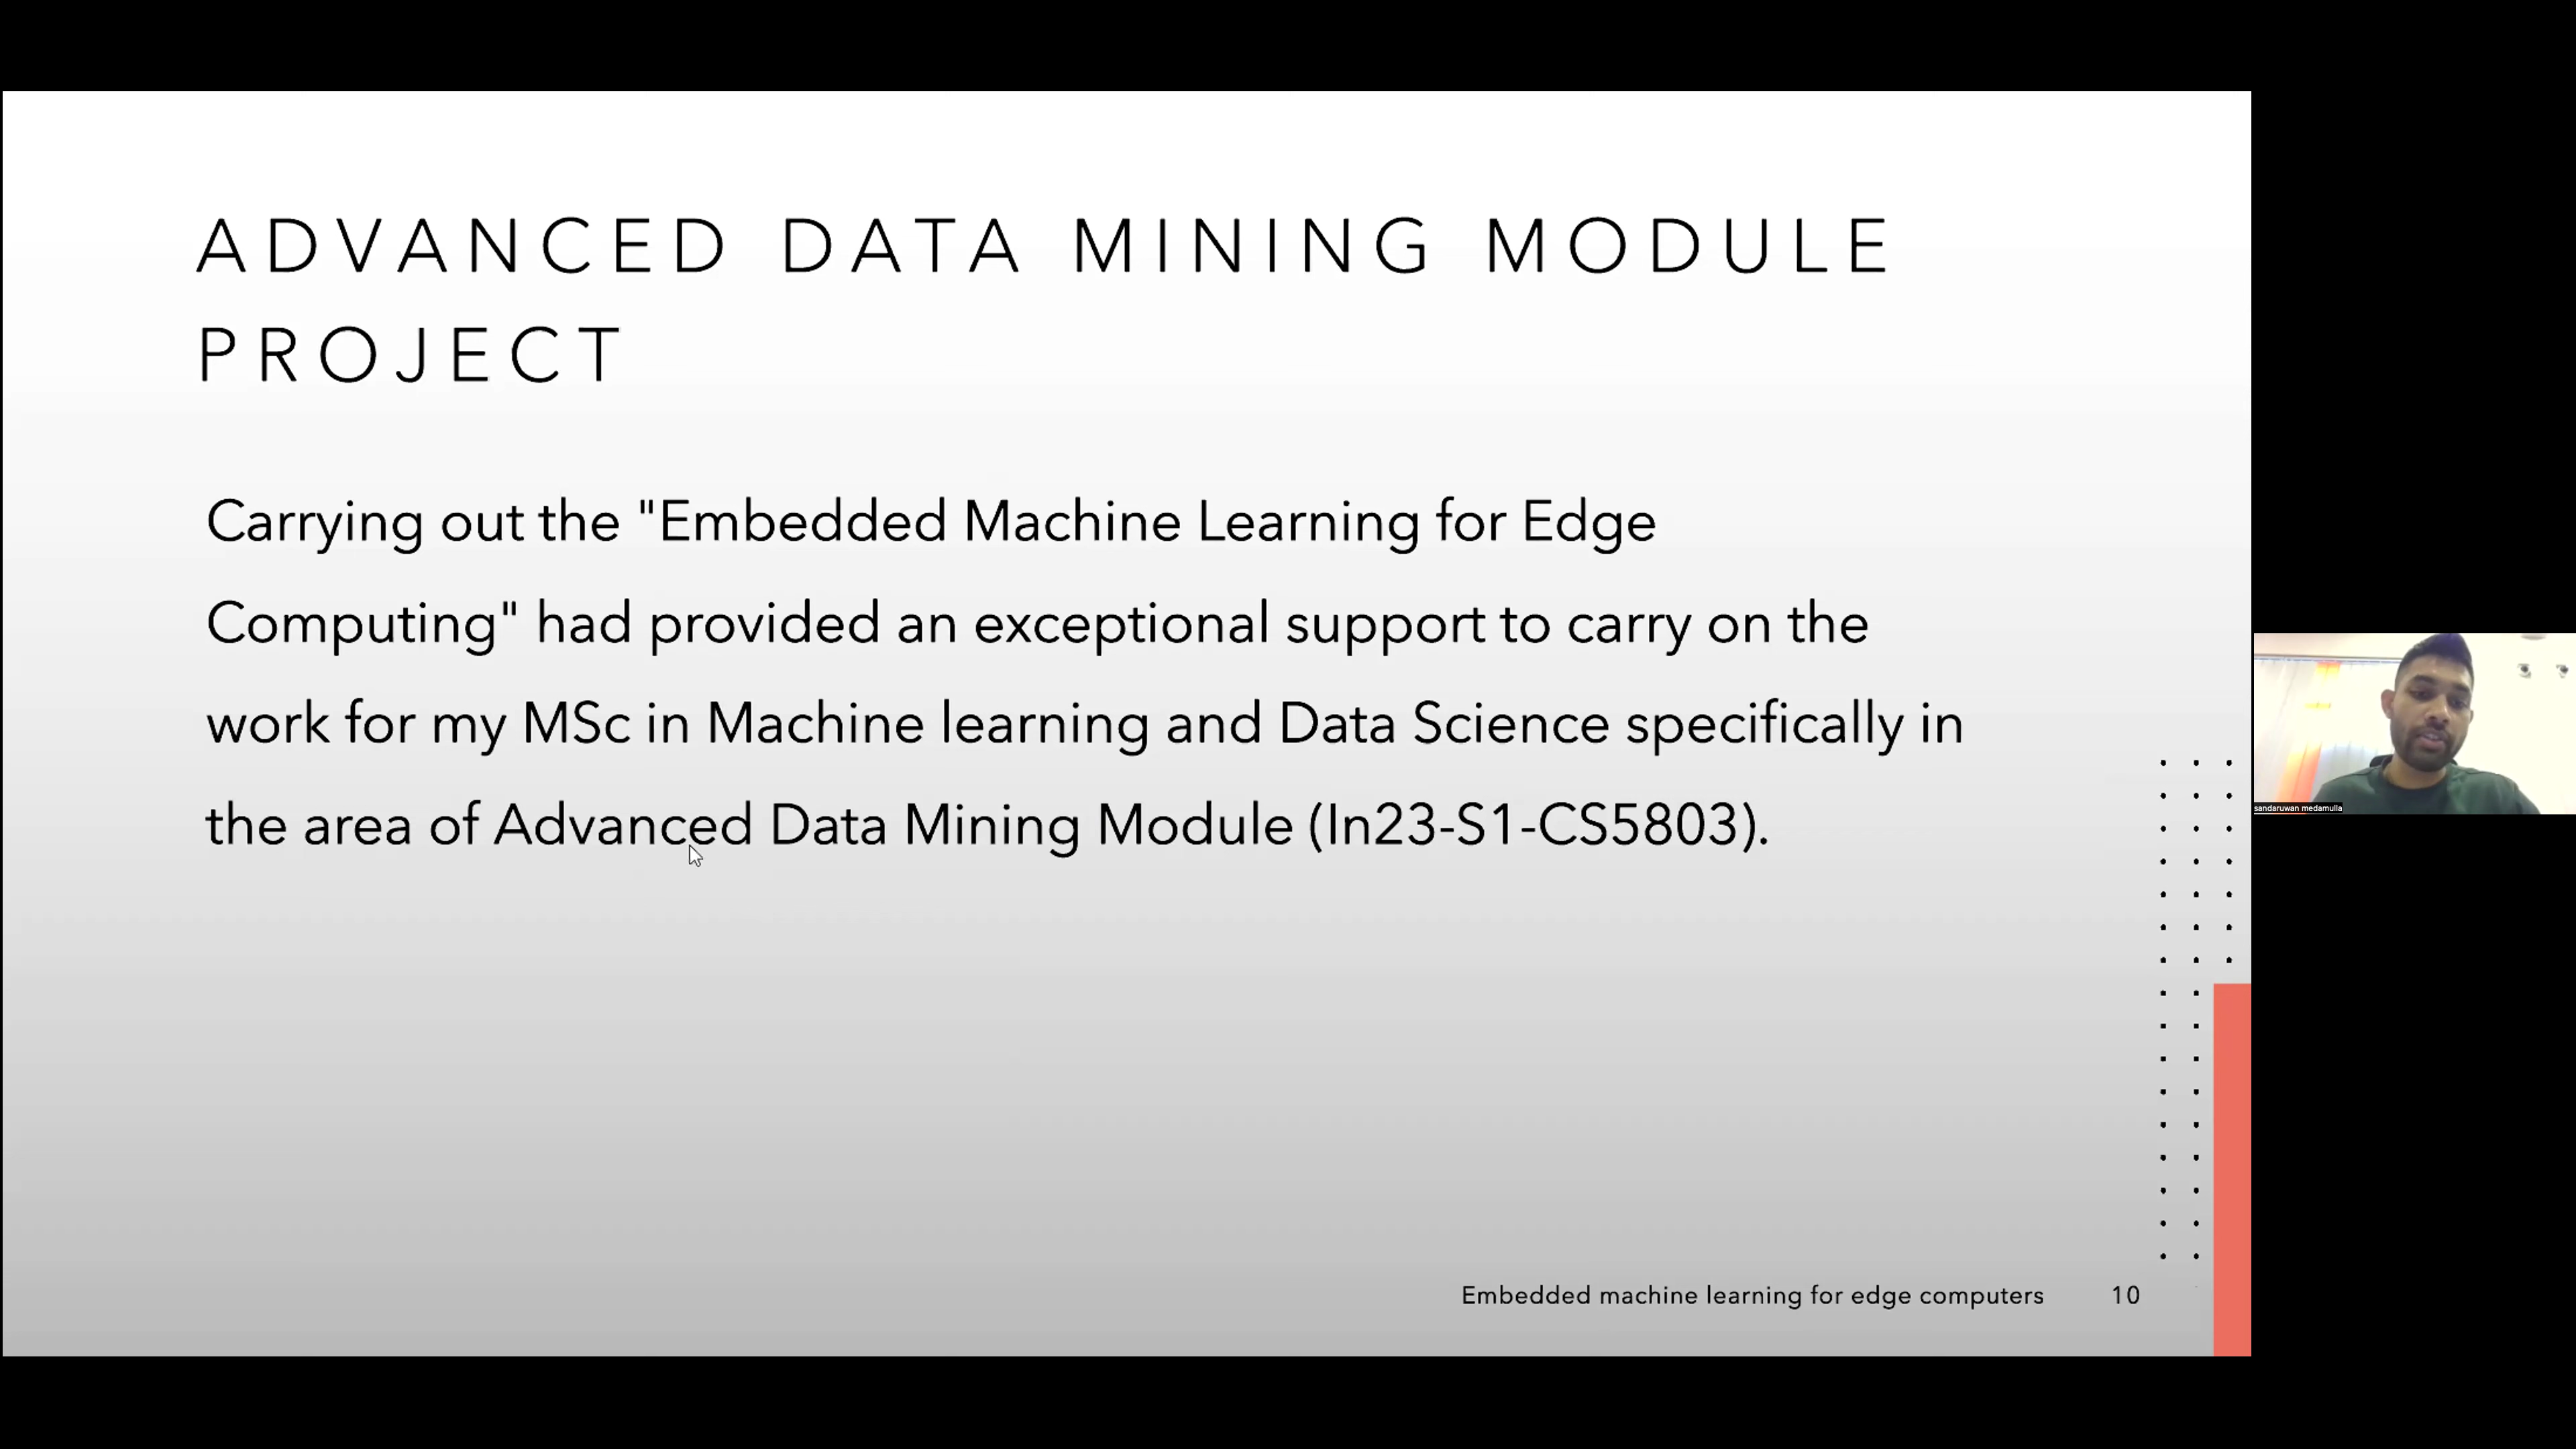 ADVANCED DATA MINING MODULE
PROJECT
Carrying out the "Embedded Machine Learning for Edge
Computing" had provided an exceptional support to carry on the
work for my MSc in Machine learning and Data Science specifically in
the area of Advanced Data Mining Module (In23-S1-CS5803).
sandaruwan medamulla
Embedded machine learning for edge computers 10